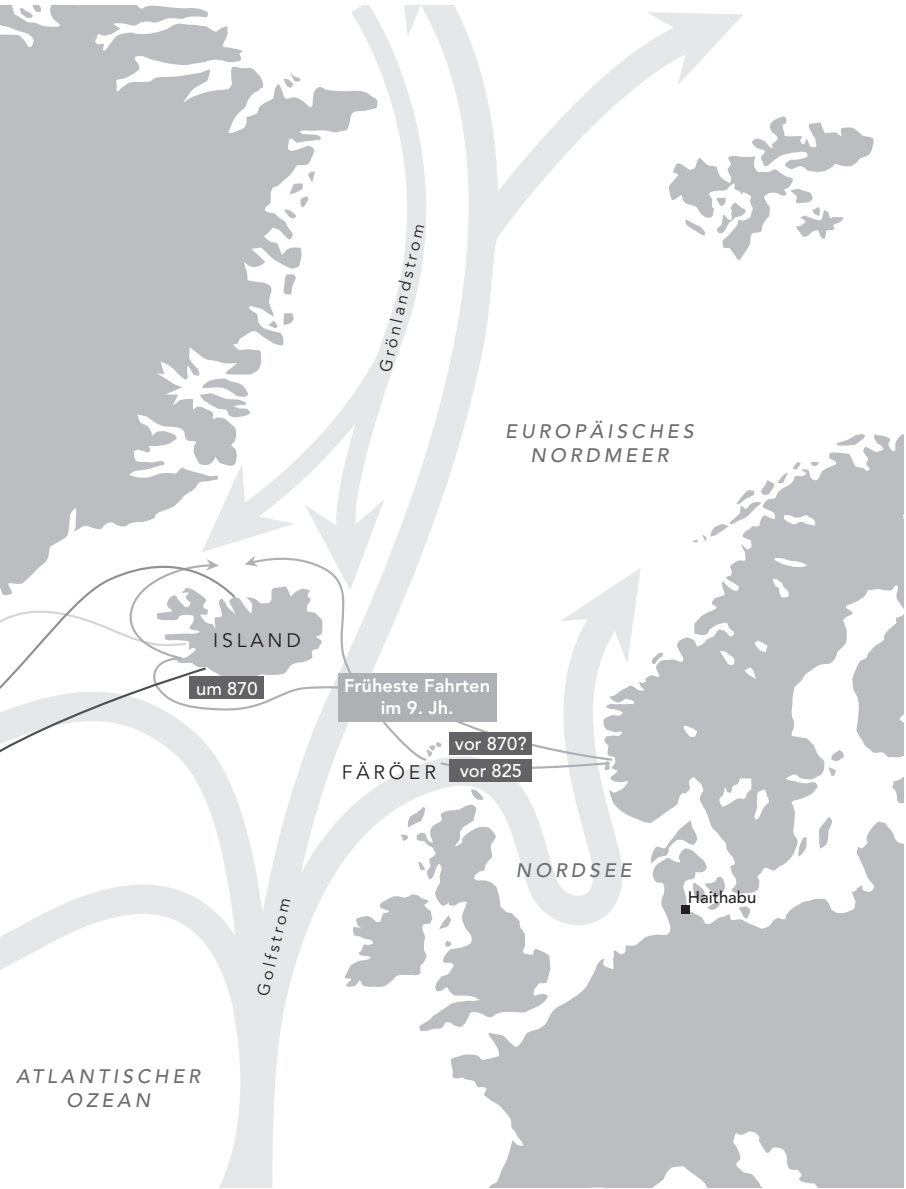 Grönlandstrom
EUROPÄISCHES
NORDMEER
ISLAND
um 870
Früheste Fahrten
im 9. Jh.
vor 870?
FÄRÖER
vor 825
NORDSEE
Haithabu
Golfstrom
ATLANTISCHER
OZEAN